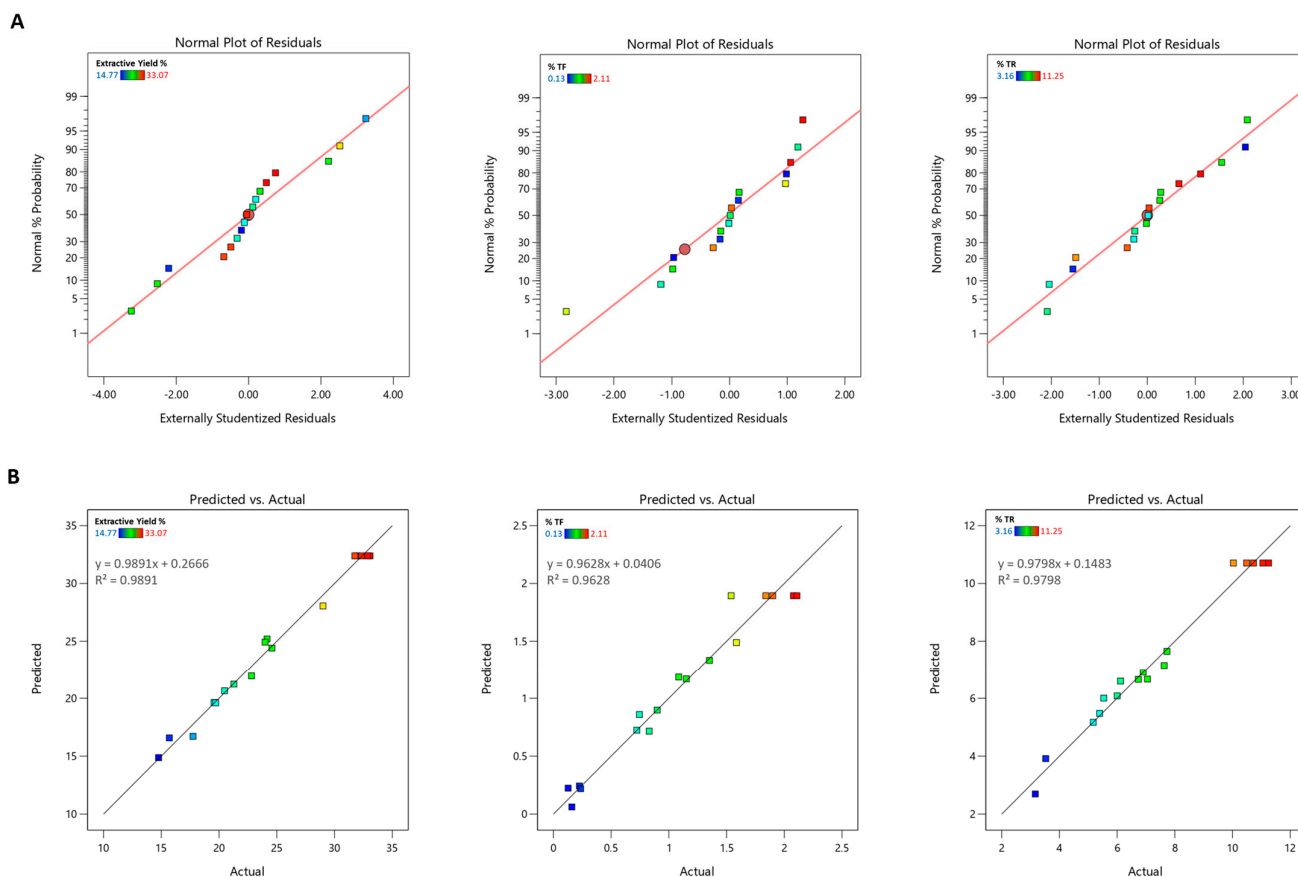 A
Normal Plot of Residuals
Extractive Yield %
14.77 33.07
Normal % Probability
99
95
90
80
70
50
30
20
10
5
1
-4.00 -2.00 0.00 2.00 4.00
Externally Studentized Residuals
Normal Plot of Residuals
% TF
0.13 2.11
Normal % Probability
99
95
90
80
70
50
30
20
10
5
1
-3.00 -2.00 -1.00 0.00 1.00 2.00
Externally Studentized Residuals
Normal Plot of Residuals
% TR
3.16 11.25
Normal % Probability
99
95
90
80
70
50
30
20
10
5
1
-3.00 -2.00 -1.00 0.00 1.00 2.00 3.00
Externally Studentized Residuals
B
Predicted vs. Actual
Extractive Yield %
14.77 33.07
y = 0.9891x + 0.2666
R² = 0.9891
Predicted
35
30
25
20
15
10
10 15 20 25 30 35
Actual
Predicted vs. Actual
% TF
0.13 2.11
y = 0.9628x + 0.0406
R² = 0.9628
Predicted
2.5
2
1.5
1
0.5
0
0 0.5 1 1.5 2 2.5
Actual
Predicted vs. Actual
% TR
3.16 11.25
y = 0.9798x + 0.1483
R² = 0.9798
Predicted
12
10
8
6
4
2
2 4 6 8 10 12
Actual